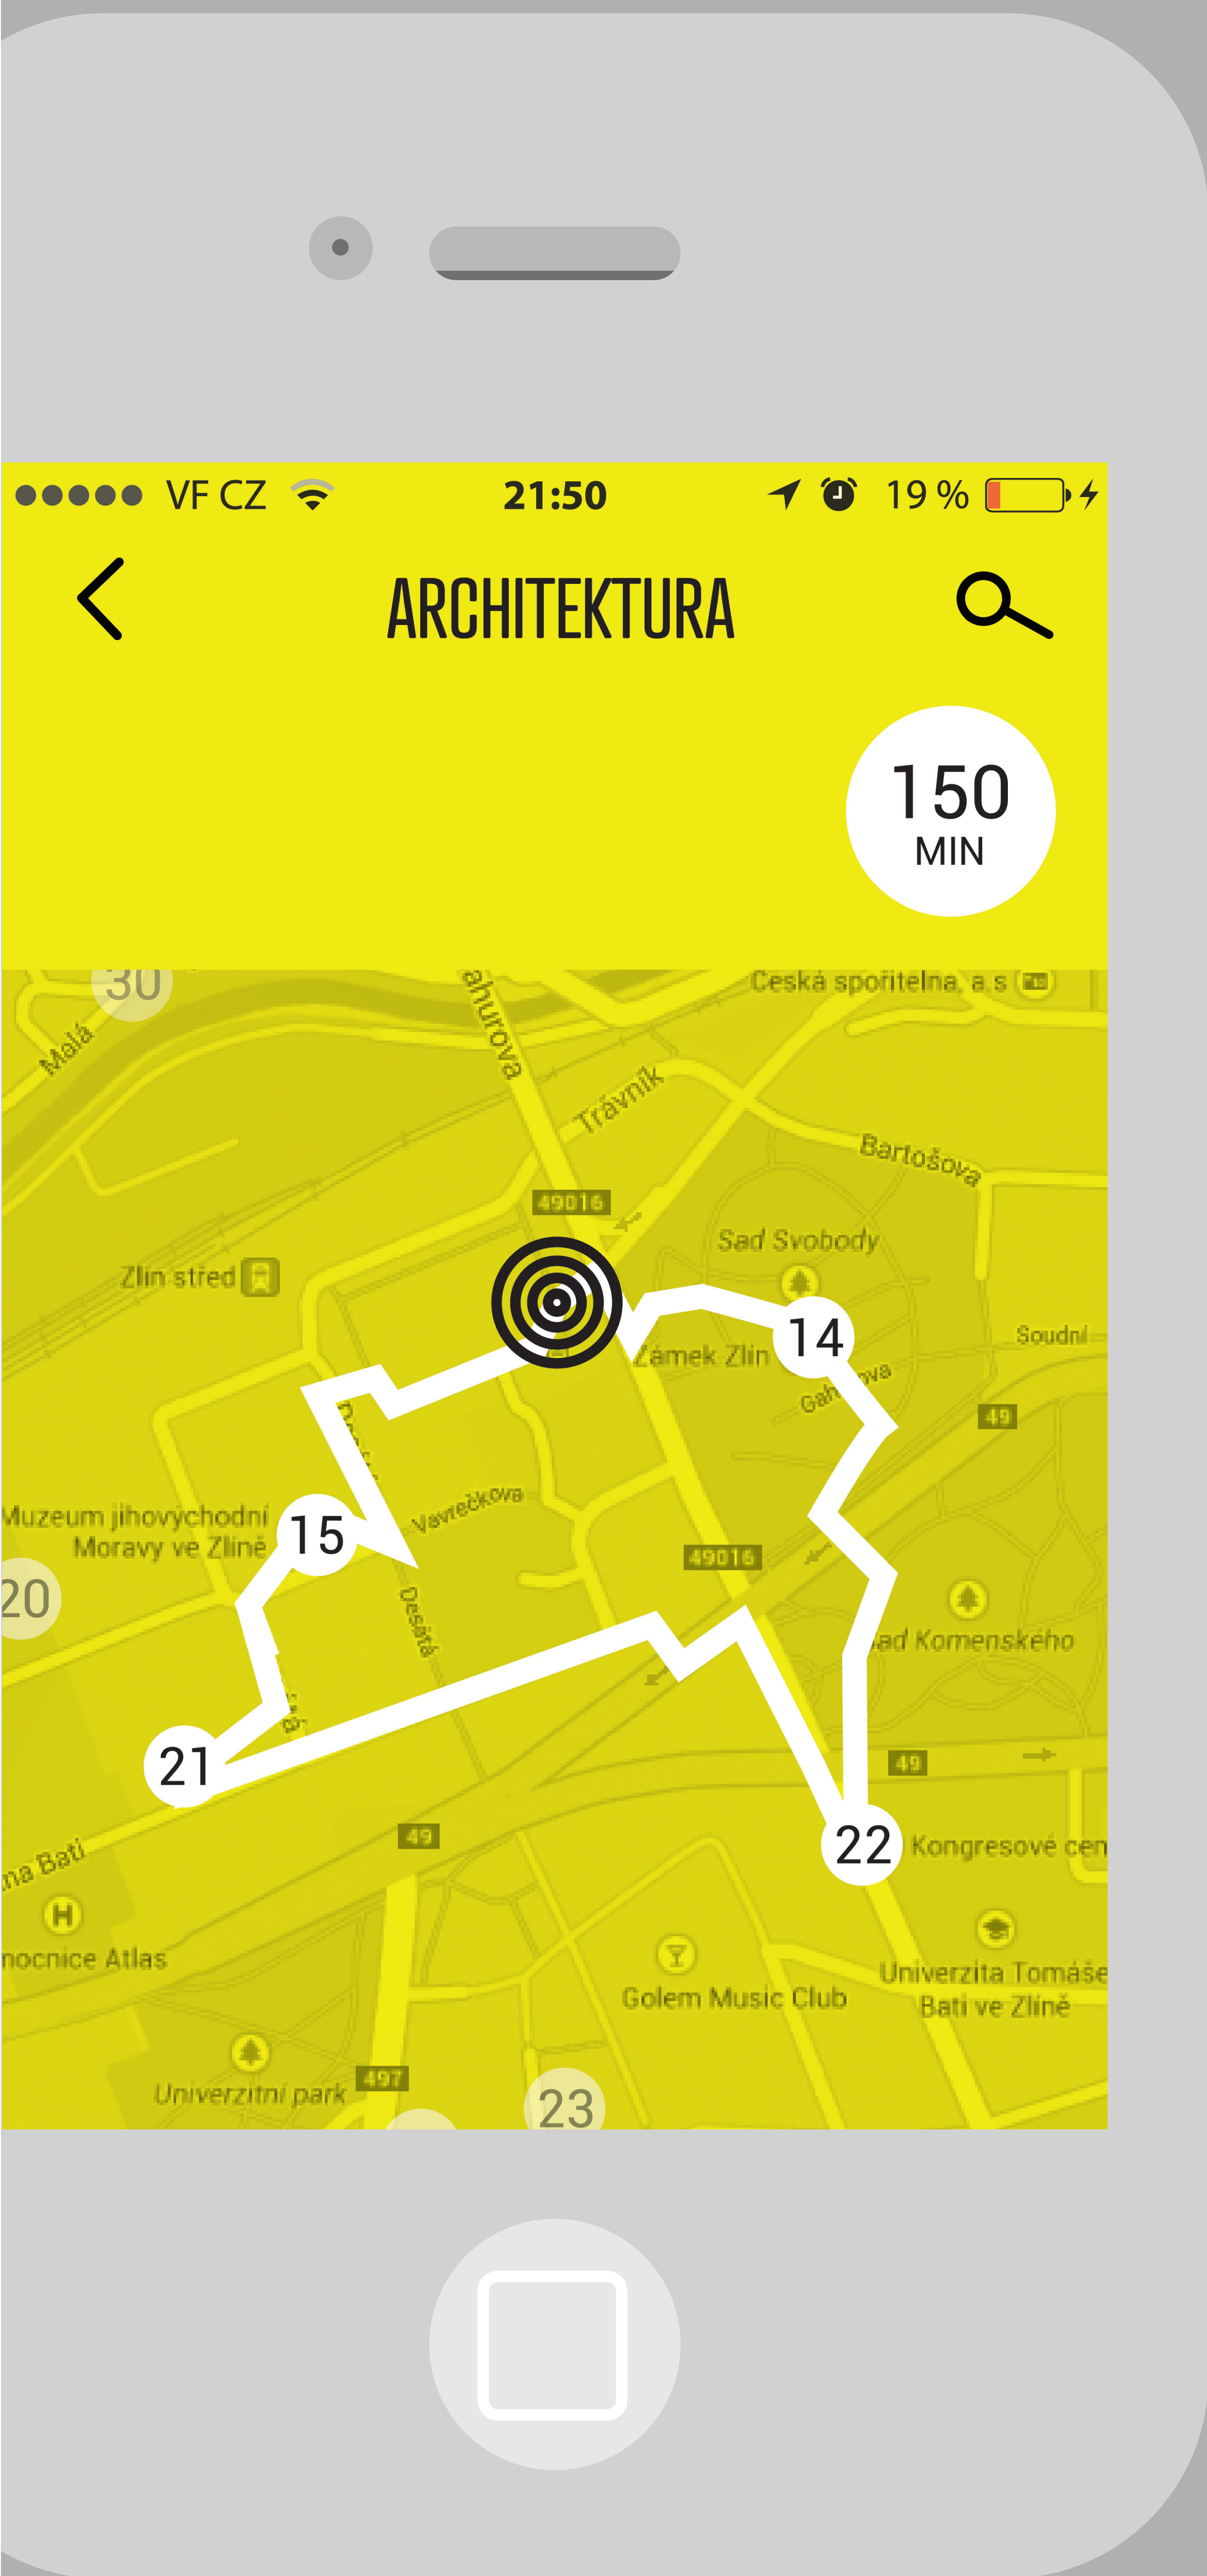 VF CZ 21:50 19 %
ARCHITEKTURA
150
MIN
30
Česká spořitelna, a.s
Malá
ahurova
Trávník
Bartošova
49016
Sad Svobody
Zlín střed
14
Soudní
Zámek Zlín
Gahurova
49
Vavrečkova
Muzeum jihovýchodní
Moravy ve Zlíně
15
49016
20
Desátá
ad Komenského
21
49
49
22
Kongresové cen
na Bati
H
nocnice Atlas
Golem Music Club
Univerzita Tomáše
Bati ve Zlíně
497
Univerzitní park
23